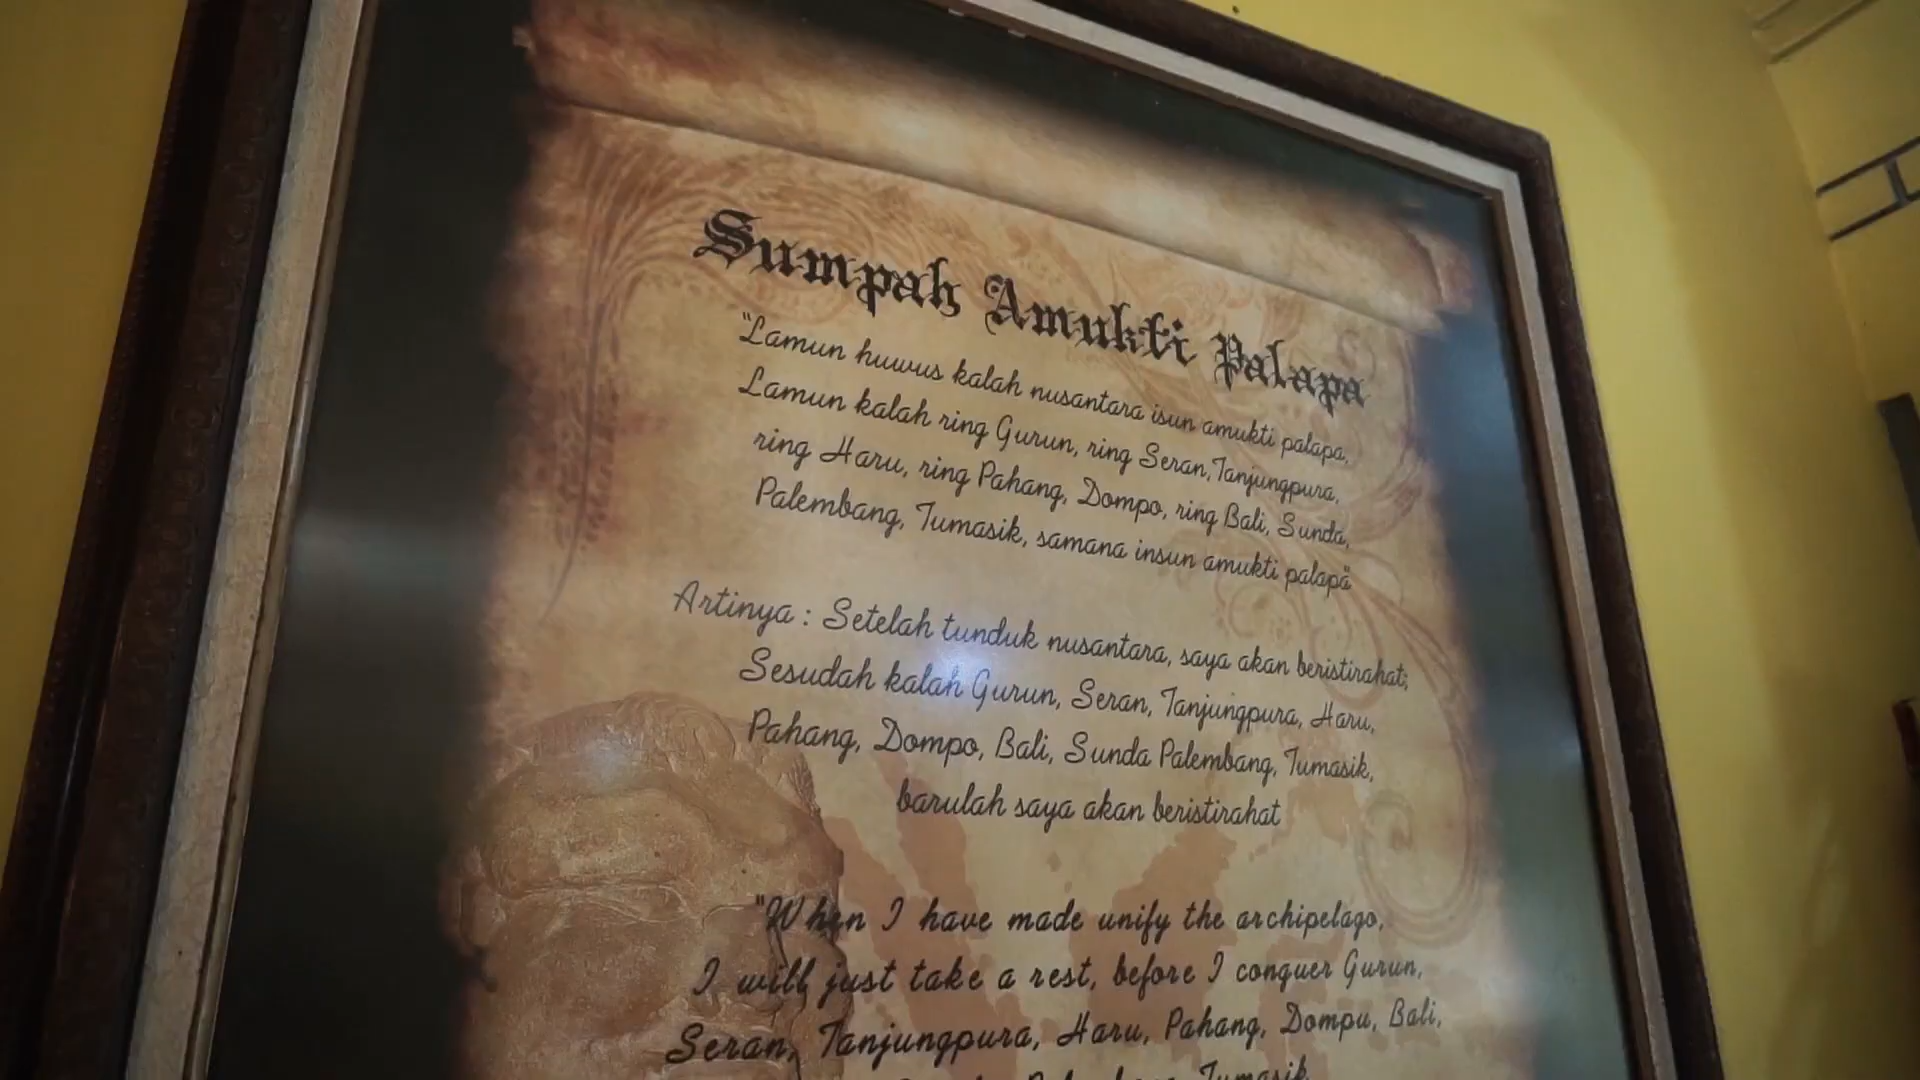 Sumpah Amukti Palapa
"Lamun huwus kalah nusantara isun amukti palapa,
Lamun kalah ring Gurun, ring Seran, Tanjungpura,
ring Haru, ring Pahang, Dompo, ring Bali, Sunda,
Palembang, Tumasik, samana insun amukti palapa"
Artinya : Setelah tunduk nusantara, saya akan beristirahat;
Sesudah kalah Gurun, Seran, Tanjungpura, Haru,
Pahang, Dompo, Bali, Sunda Palembang, Tumasik,
barulah saya akan beristirahat
"When I have made unify the archipelago,
I will just take a rest, before I conquer Gurun,
Seran, Tanjungpura, Haru, Pahang, Dompu, Bali,
Tumasik